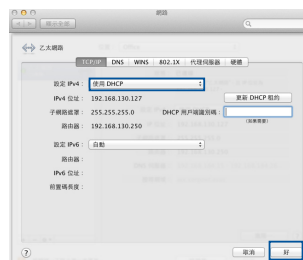 網路
顯示全部
乙太網路
TCP/IP DNS WINS 802.1X 代理伺服器 硬體
設定 IPv4： 使用 DHCP
IPv4 位址： 192.168.130.127 更新 DHCP 租約
子網路遮罩： 255.255.255.0 DHCP 用戶端識別碼：
路由器： 192.168.130.250 （如果需要）
設定 IPv6： 自動
路由器：
IPv6 位址：
前置碼長度：
? 取消 好